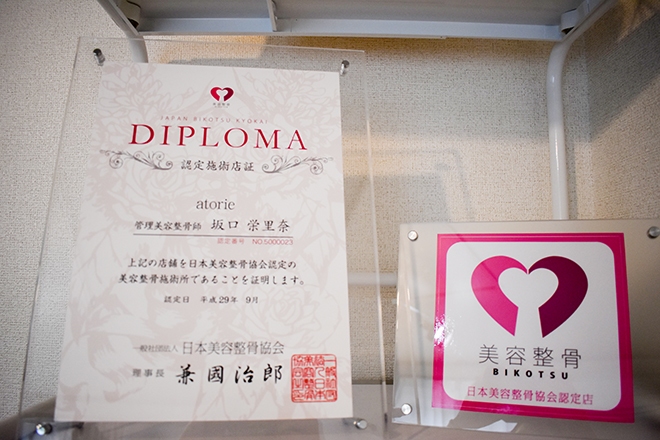 JAPAN BIKOTSU KYOKAI
DIPLOMA
認定施術店証
atorie
管理美容整骨師 坂口 栄里奈
認定番号 NO.5000023
上記の店舗を日本美容整骨協会認定の
美容整骨施術所であることを証明します。
認定日 平成29年 9月
一般社団法人 日本美容整骨協会
理事長 兼國治郎
美容整骨
BIKOTSU
日本美容整骨協会認定店